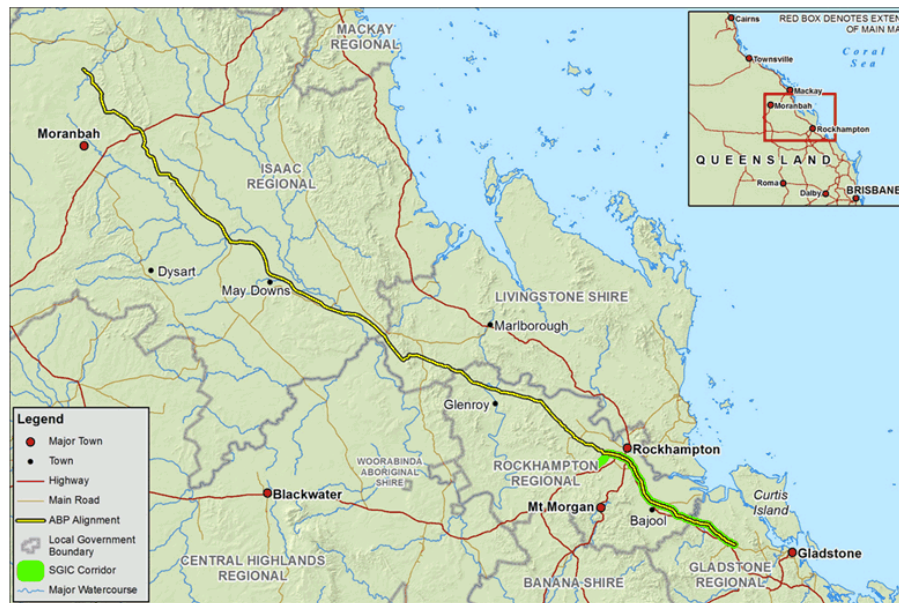 MACKAY
REGIONAL
Moranbah
ISAAC
REGIONAL
Dysart
May Downs
LIVINGSTONE SHIRE
Marlborough
Glenroy
Rockhampton
WOORABINDA
ABORIGINAL
SHIRE
ROCKHAMPTON
REGIONAL
Blackwater
Mt Morgan
Bajool
Curtis
Island
Gladstone
CENTRAL HIGHLANDS
REGIONAL
BANANA SHIRE
GLADSTONE
REGIONAL
RED BOX DENOTES EXTEN
OF MAIN MA
Cairns
Coral
Sea
Townsville
Mackay
Moranbah
Rockhampton
QUEENSLAND
Roma
Dalby
BRISBANE
Legend
Major Town
Town
Highway
Main Road
ABP Alignment
Local Government
Boundary
SGIC Corridor
Major Watercourse